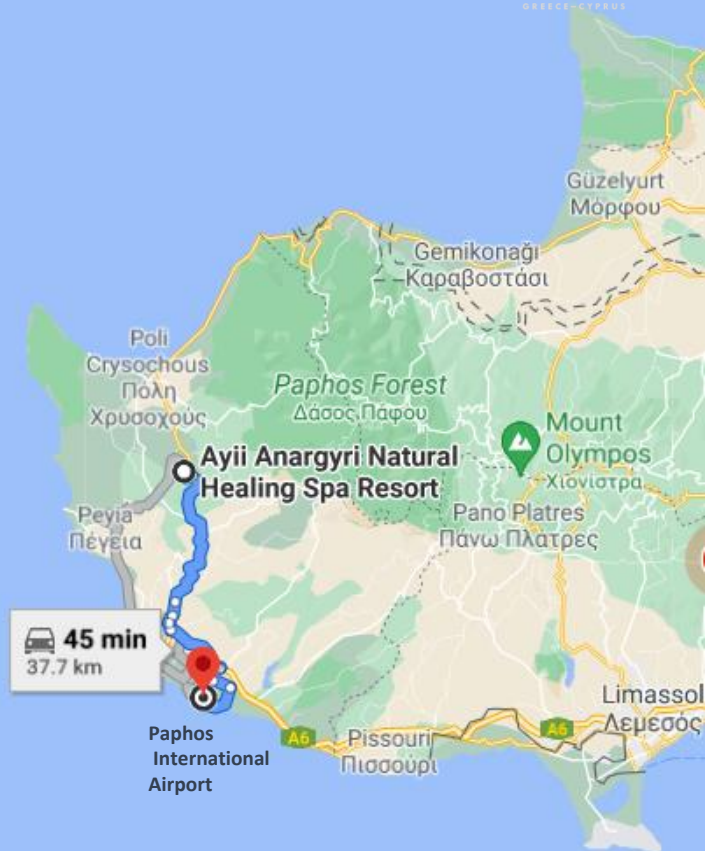 GREECE-CYPRUS
Güzelyurt
Μόρφου
Gemikonağı
Καραβοστάσι
Poli
Crysochous
Πόλη
Χρυσοχούς
Paphos Forest
Δάσος Πάφου
Mount
Olympos
Χιονίστρα
Ayii Anargyri Natural
Healing Spa Resort
Peyia
Πέγεια
Pano Platres
Πάνω Πλάτρες
45 min
37.7 km
Limassol
Λεμεσός
Paphos
International
Airport
A6
Pissouri
Πισσούρι
A6